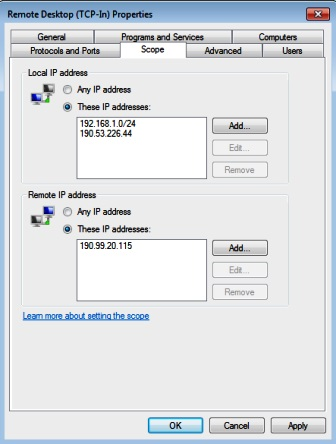 Remote Desktop (TCP-In) Properties
General Programs and Services Computers
Protocols and Ports Scope Advanced Users
Local IP address
Any IP address
These IP addresses:
192.168.1.0/24
190.53.226.44
Add...
Edit...
Remove
Remote IP address
Any IP address
These IP addresses:
190.99.20.115
Add...
Edit...
Remove
Learn more about setting the scope
OK Cancel Apply